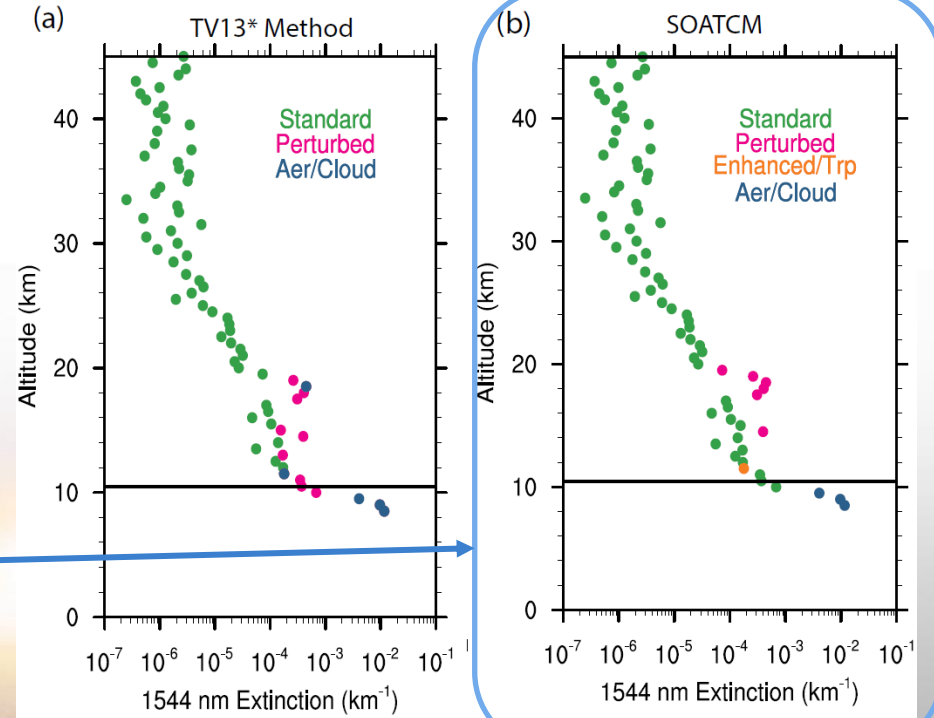 (a)
TV13* Method
Standard
Perturbed
Aer/Cloud
40
30
20
10
0
Altitude (km)
10-7 10-6 10-5 10-4 10-3 10-2 10-1
1544 nm Extinction (km-1)
(b)
SOATCM
Standard
Perturbed
Enhanced/Trp
Aer/Cloud
40
30
20
10
0
Altitude (km)
10-7 10-6 10-5 10-4 10-3 10-2 10-1
1544 nm Extinction (km-1)